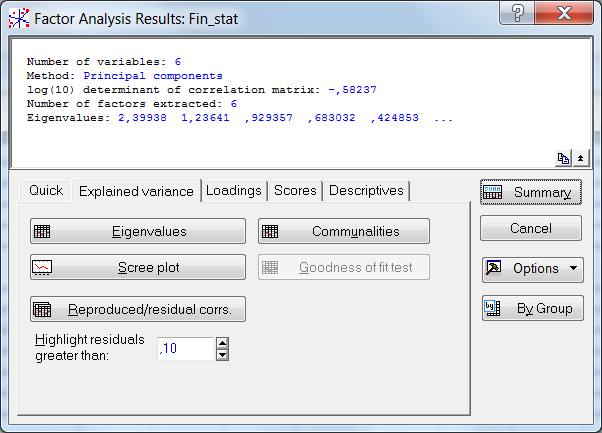 Factor Analysis Results: Fin_stat
Number of variables: 6
Method: Principal components
log(10) determinant of correlation matrix: -,58237
Number of factors extracted: 6
Eigenvalues: 2,39938 1,23641 ,929357 ,683032 ,424853 ...
Quick Explained variance Loadings Scores Descriptives
Summary
Eigenvalues Communalities
Cancel
Scree plot Goodness of fit test
Options
Reproduced/residual corrs.
By Group
Highlight residuals
greater than: ,10